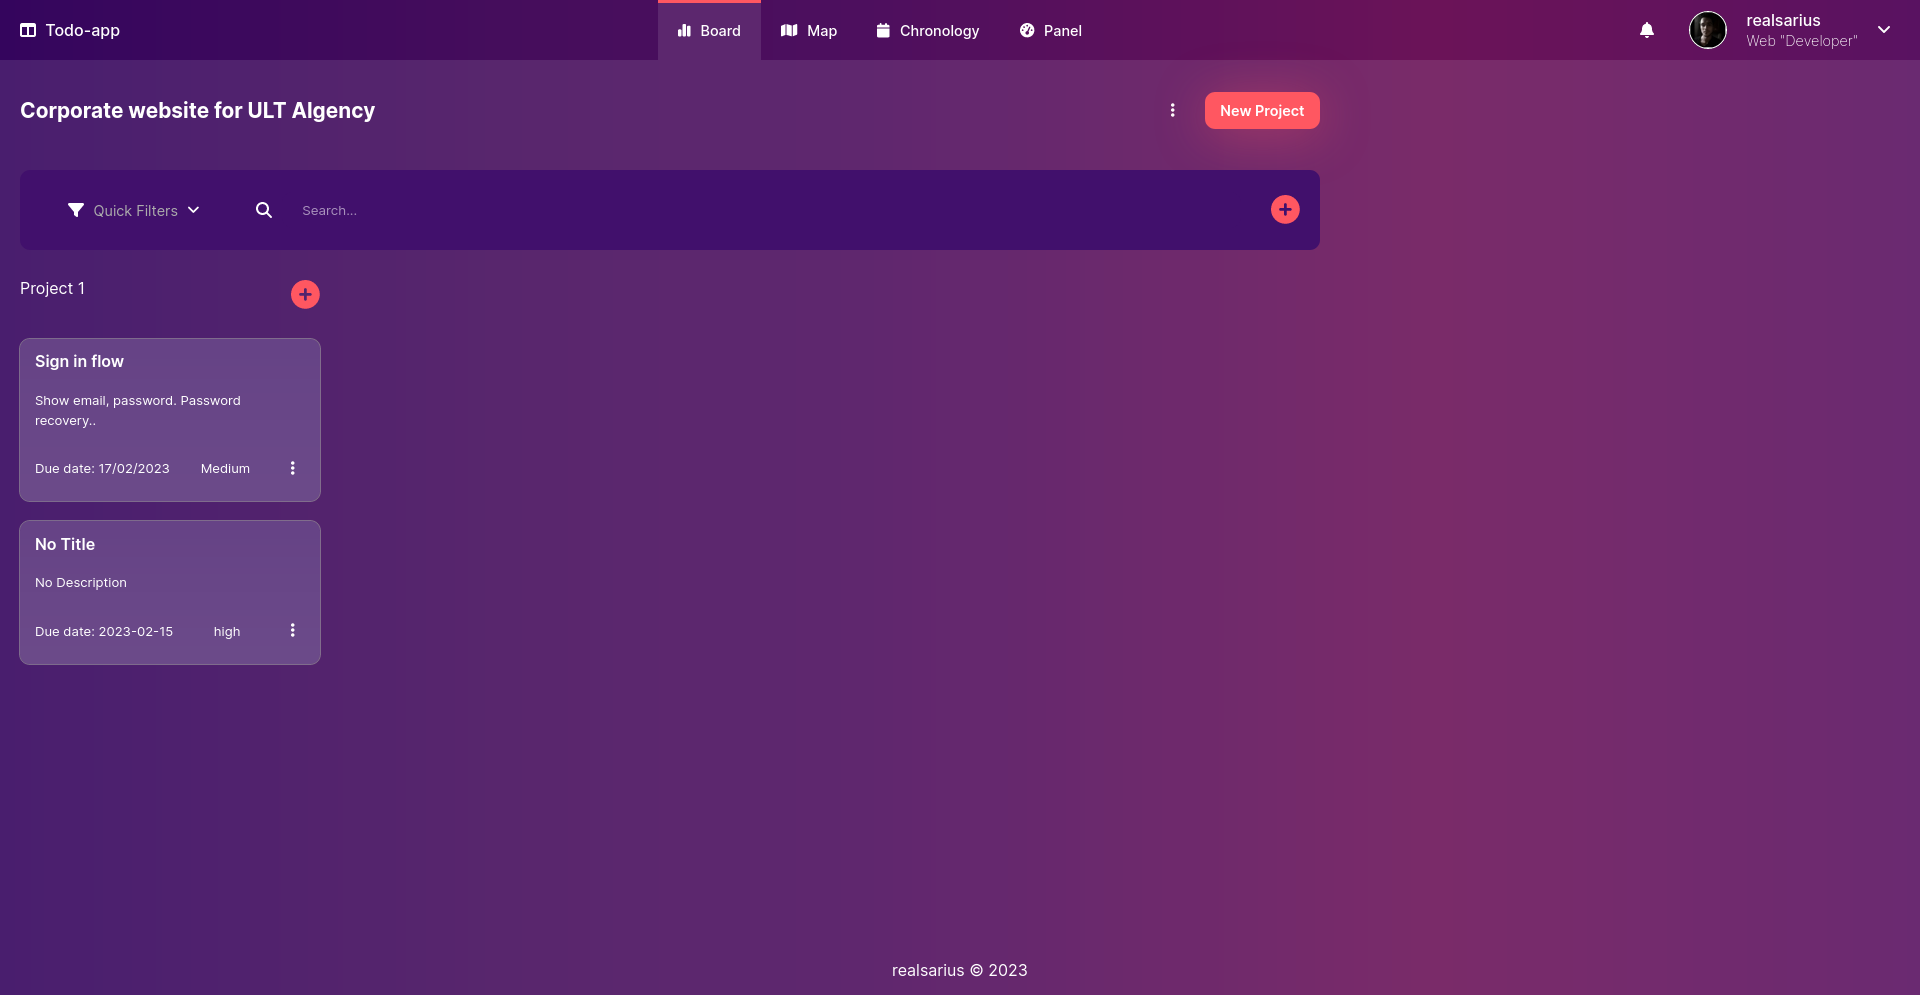 Todo-app
Board
Map
Chronology
Panel
realsarius
Web "Developer"
Corporate website for ULT AIgency
New Project
Quick Filters
Search...
Project 1
Sign in flow
Show email, password. Password
recovery..
Due date: 17/02/2023 Medium
No Title
No Description
Due date: 2023-02-15 high
realsarius © 2023